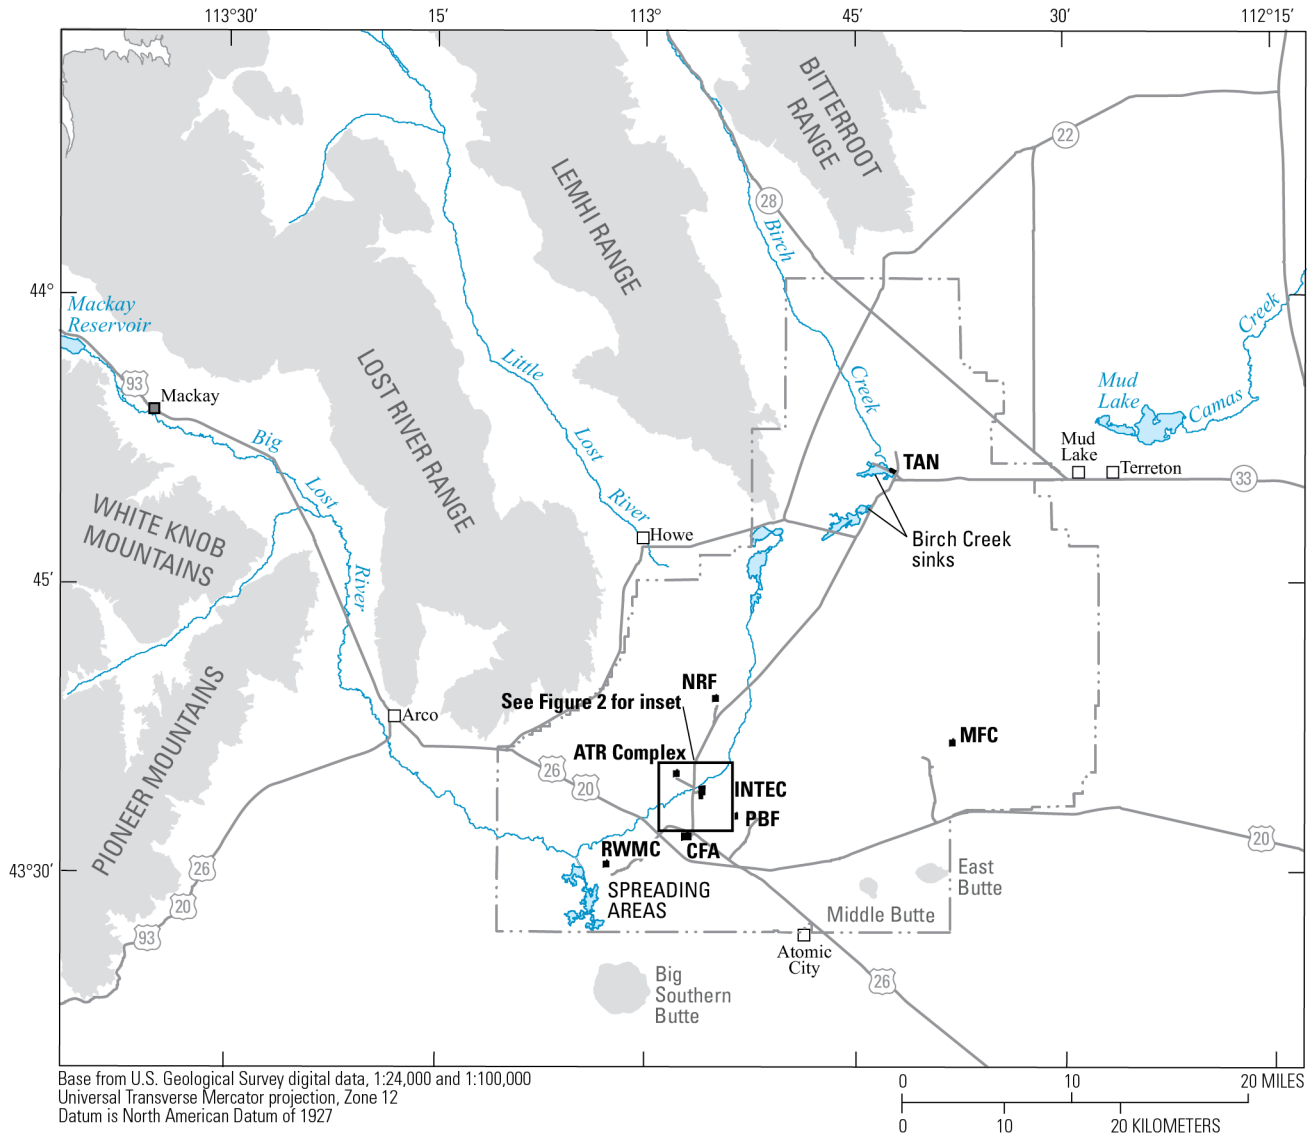 113°30′ 15′ 113° 45′ 30′ 112°15′
BITTERROOT
RANGE
22
LEMHI RANGE
28
Birch
44°
Mackay
Reservoir
Creek
93
Mackay
LOST RIVER RANGE
Little
Creek
Mud
Lake
Camas
Big
Lost
Mud
Lake
Terreton
TAN
33
Lost
River
WHITE KNOB
MOUNTAINS
Howe
Birch Creek
sinks
45′
River
NRF
See Figure 2 for inset
PIONEER MOUNTAINS
Arco
MFC
ATR Complex
26
20
INTEC
PBF
20
RWMC
CFA
43°30′
26
SPREADING
AREAS
East
Butte
20
Middle Butte
93
Atomic
City
Big
Southern
Butte
26
Base from U.S. Geological Survey digital data, 1:24,000 and 1:100,000
Universal Transverse Mercator projection, Zone 12
Datum is North American Datum of 1927
0 10 20 MILES
0 10 20 KILOMETERS